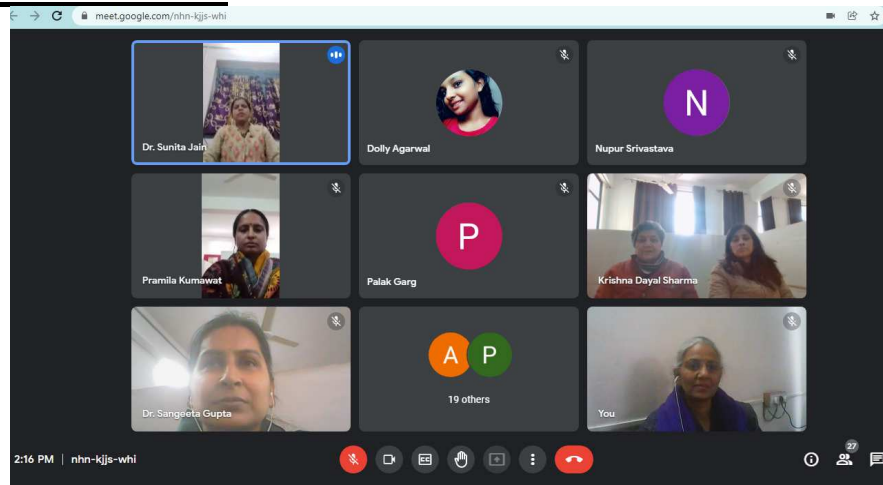 meet.google.com/nhn-kjjs-whi
Dr. Sunita Jain
Dolly Agarwal
N
Nupur Srivastava
Pramila Kumawat
P
Palak Garg
Krishna Dayal Sharma
Dr. Sangeeta Gupta
A P
19 others
You
2:16 PM | nhn-kjjs-whi
CC
27